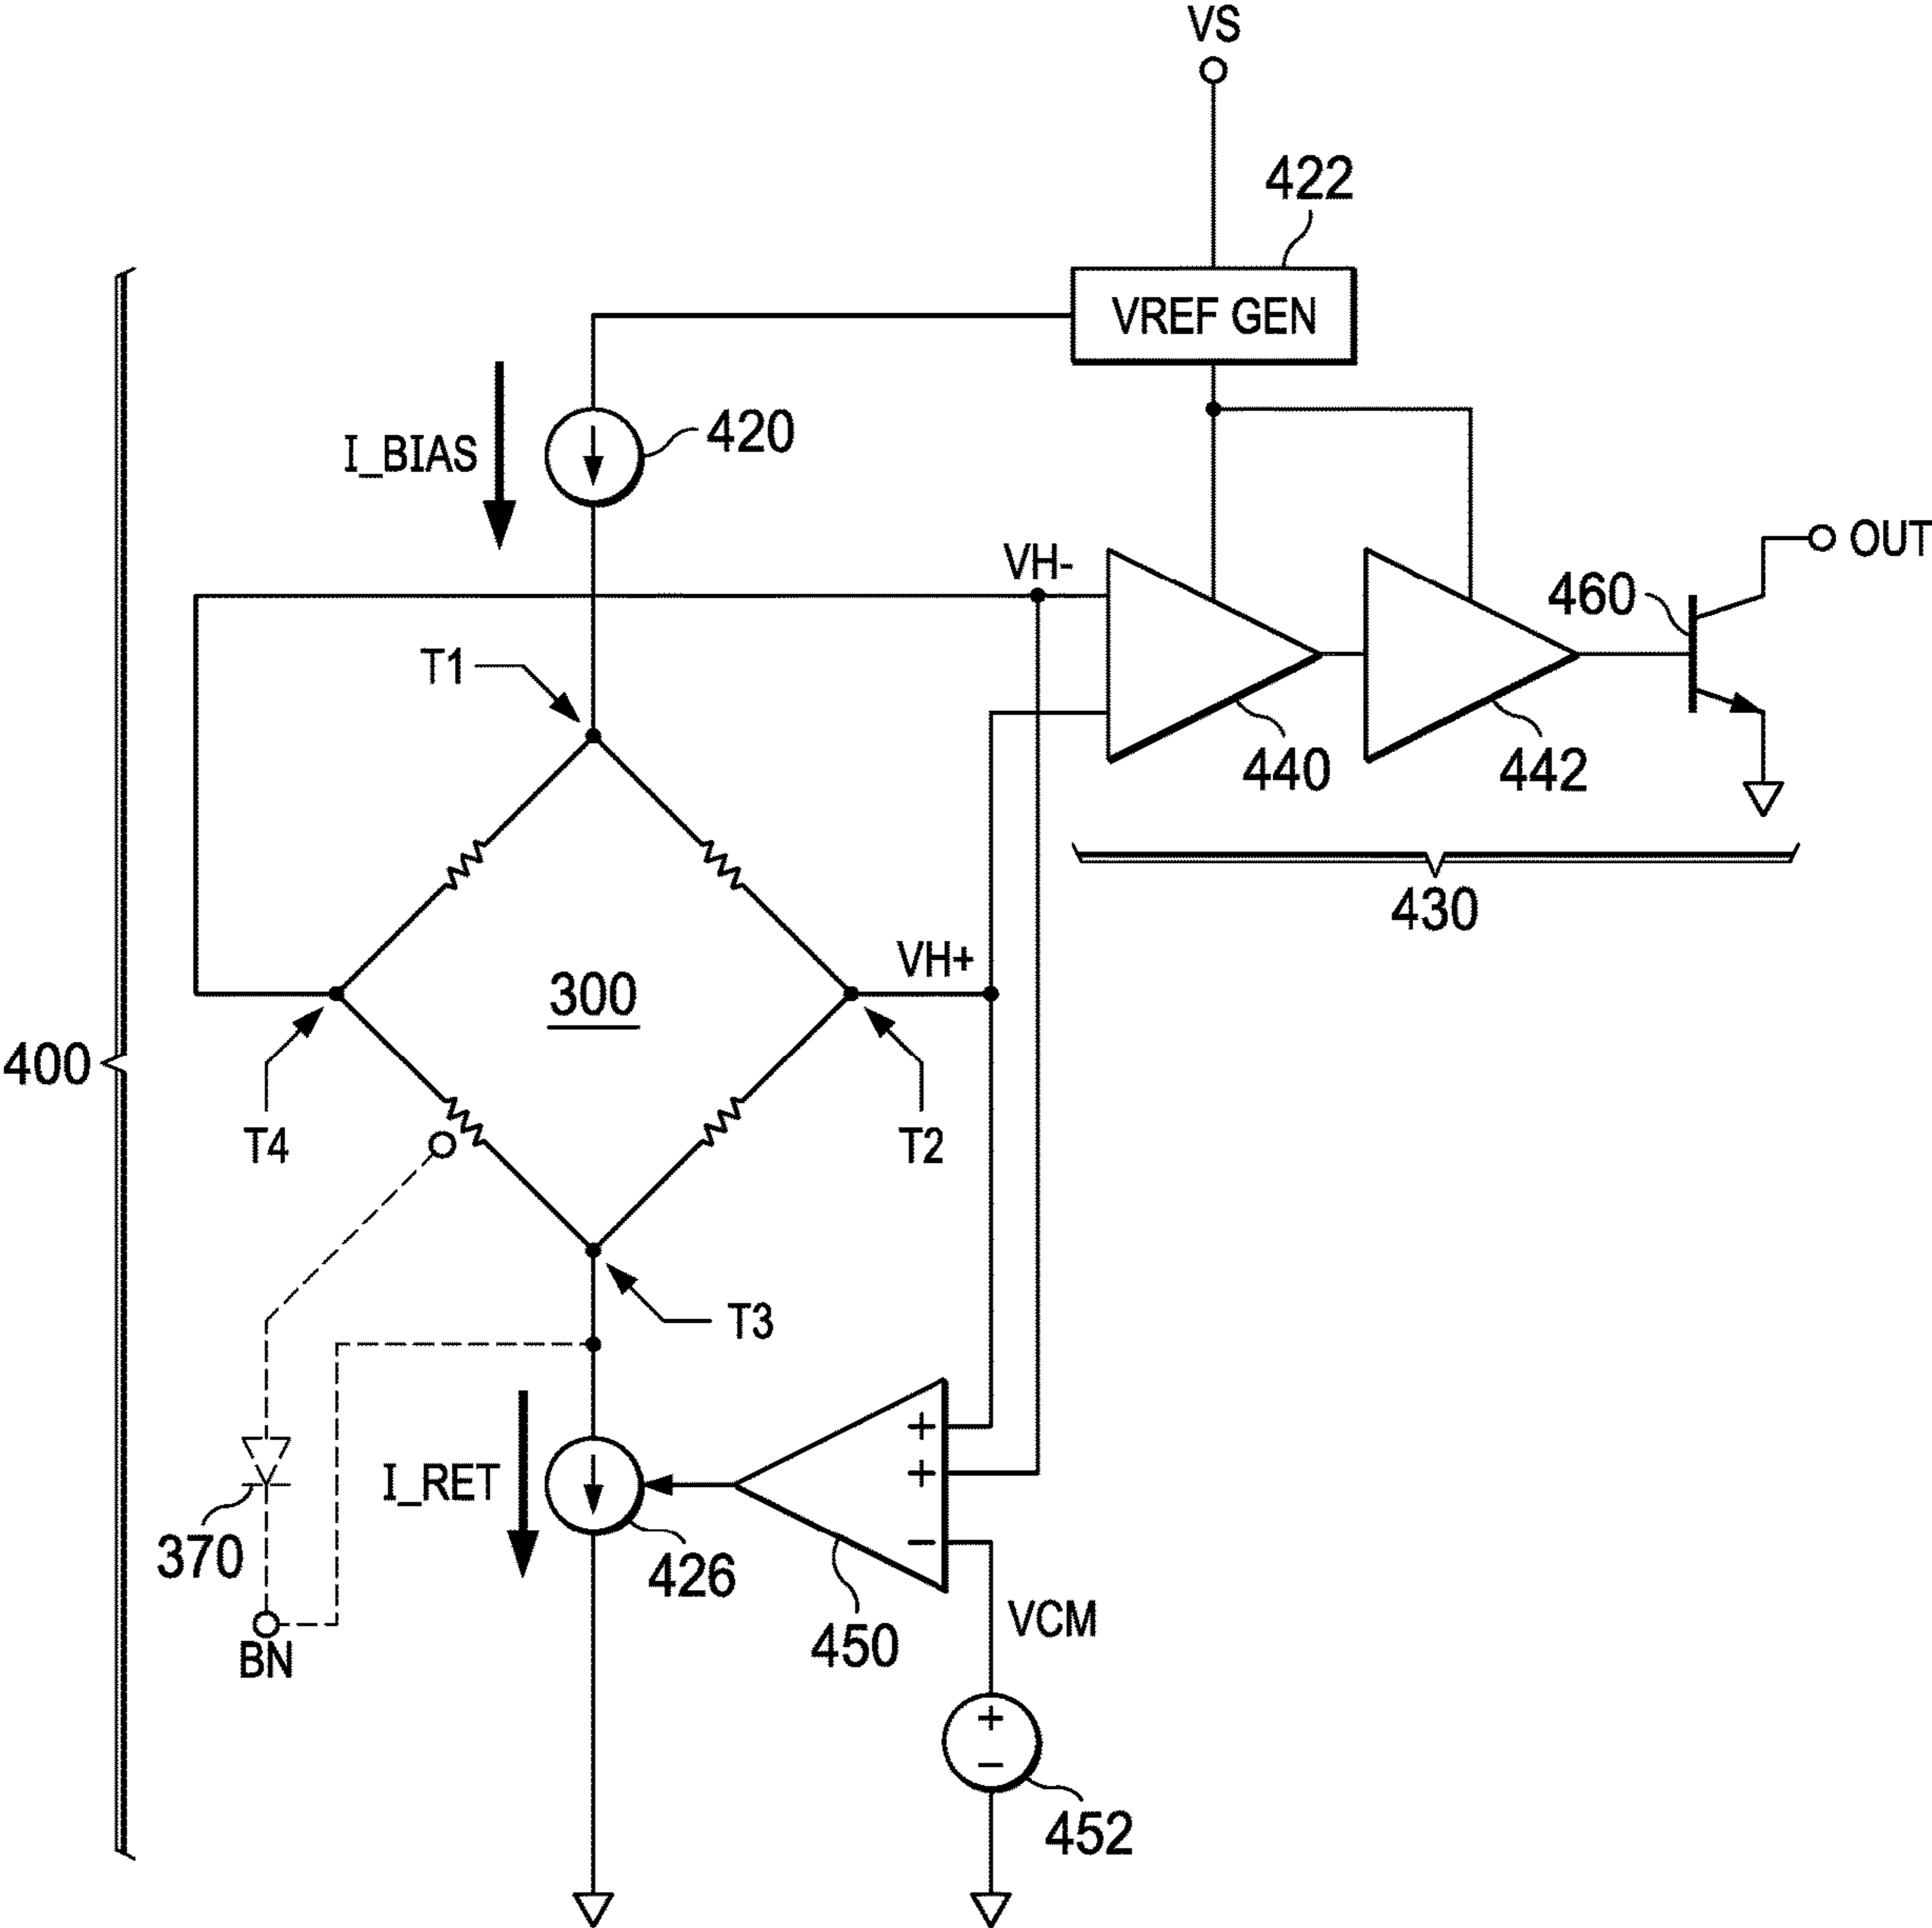 VS
422
VREF GEN
I_BIAS
420
VH-
OUT
460
T1
440
442
430
VH+
300
400
T4
T2
T3
+
+
−
I_RET
426
370
450
VCM
BN
+
−
452